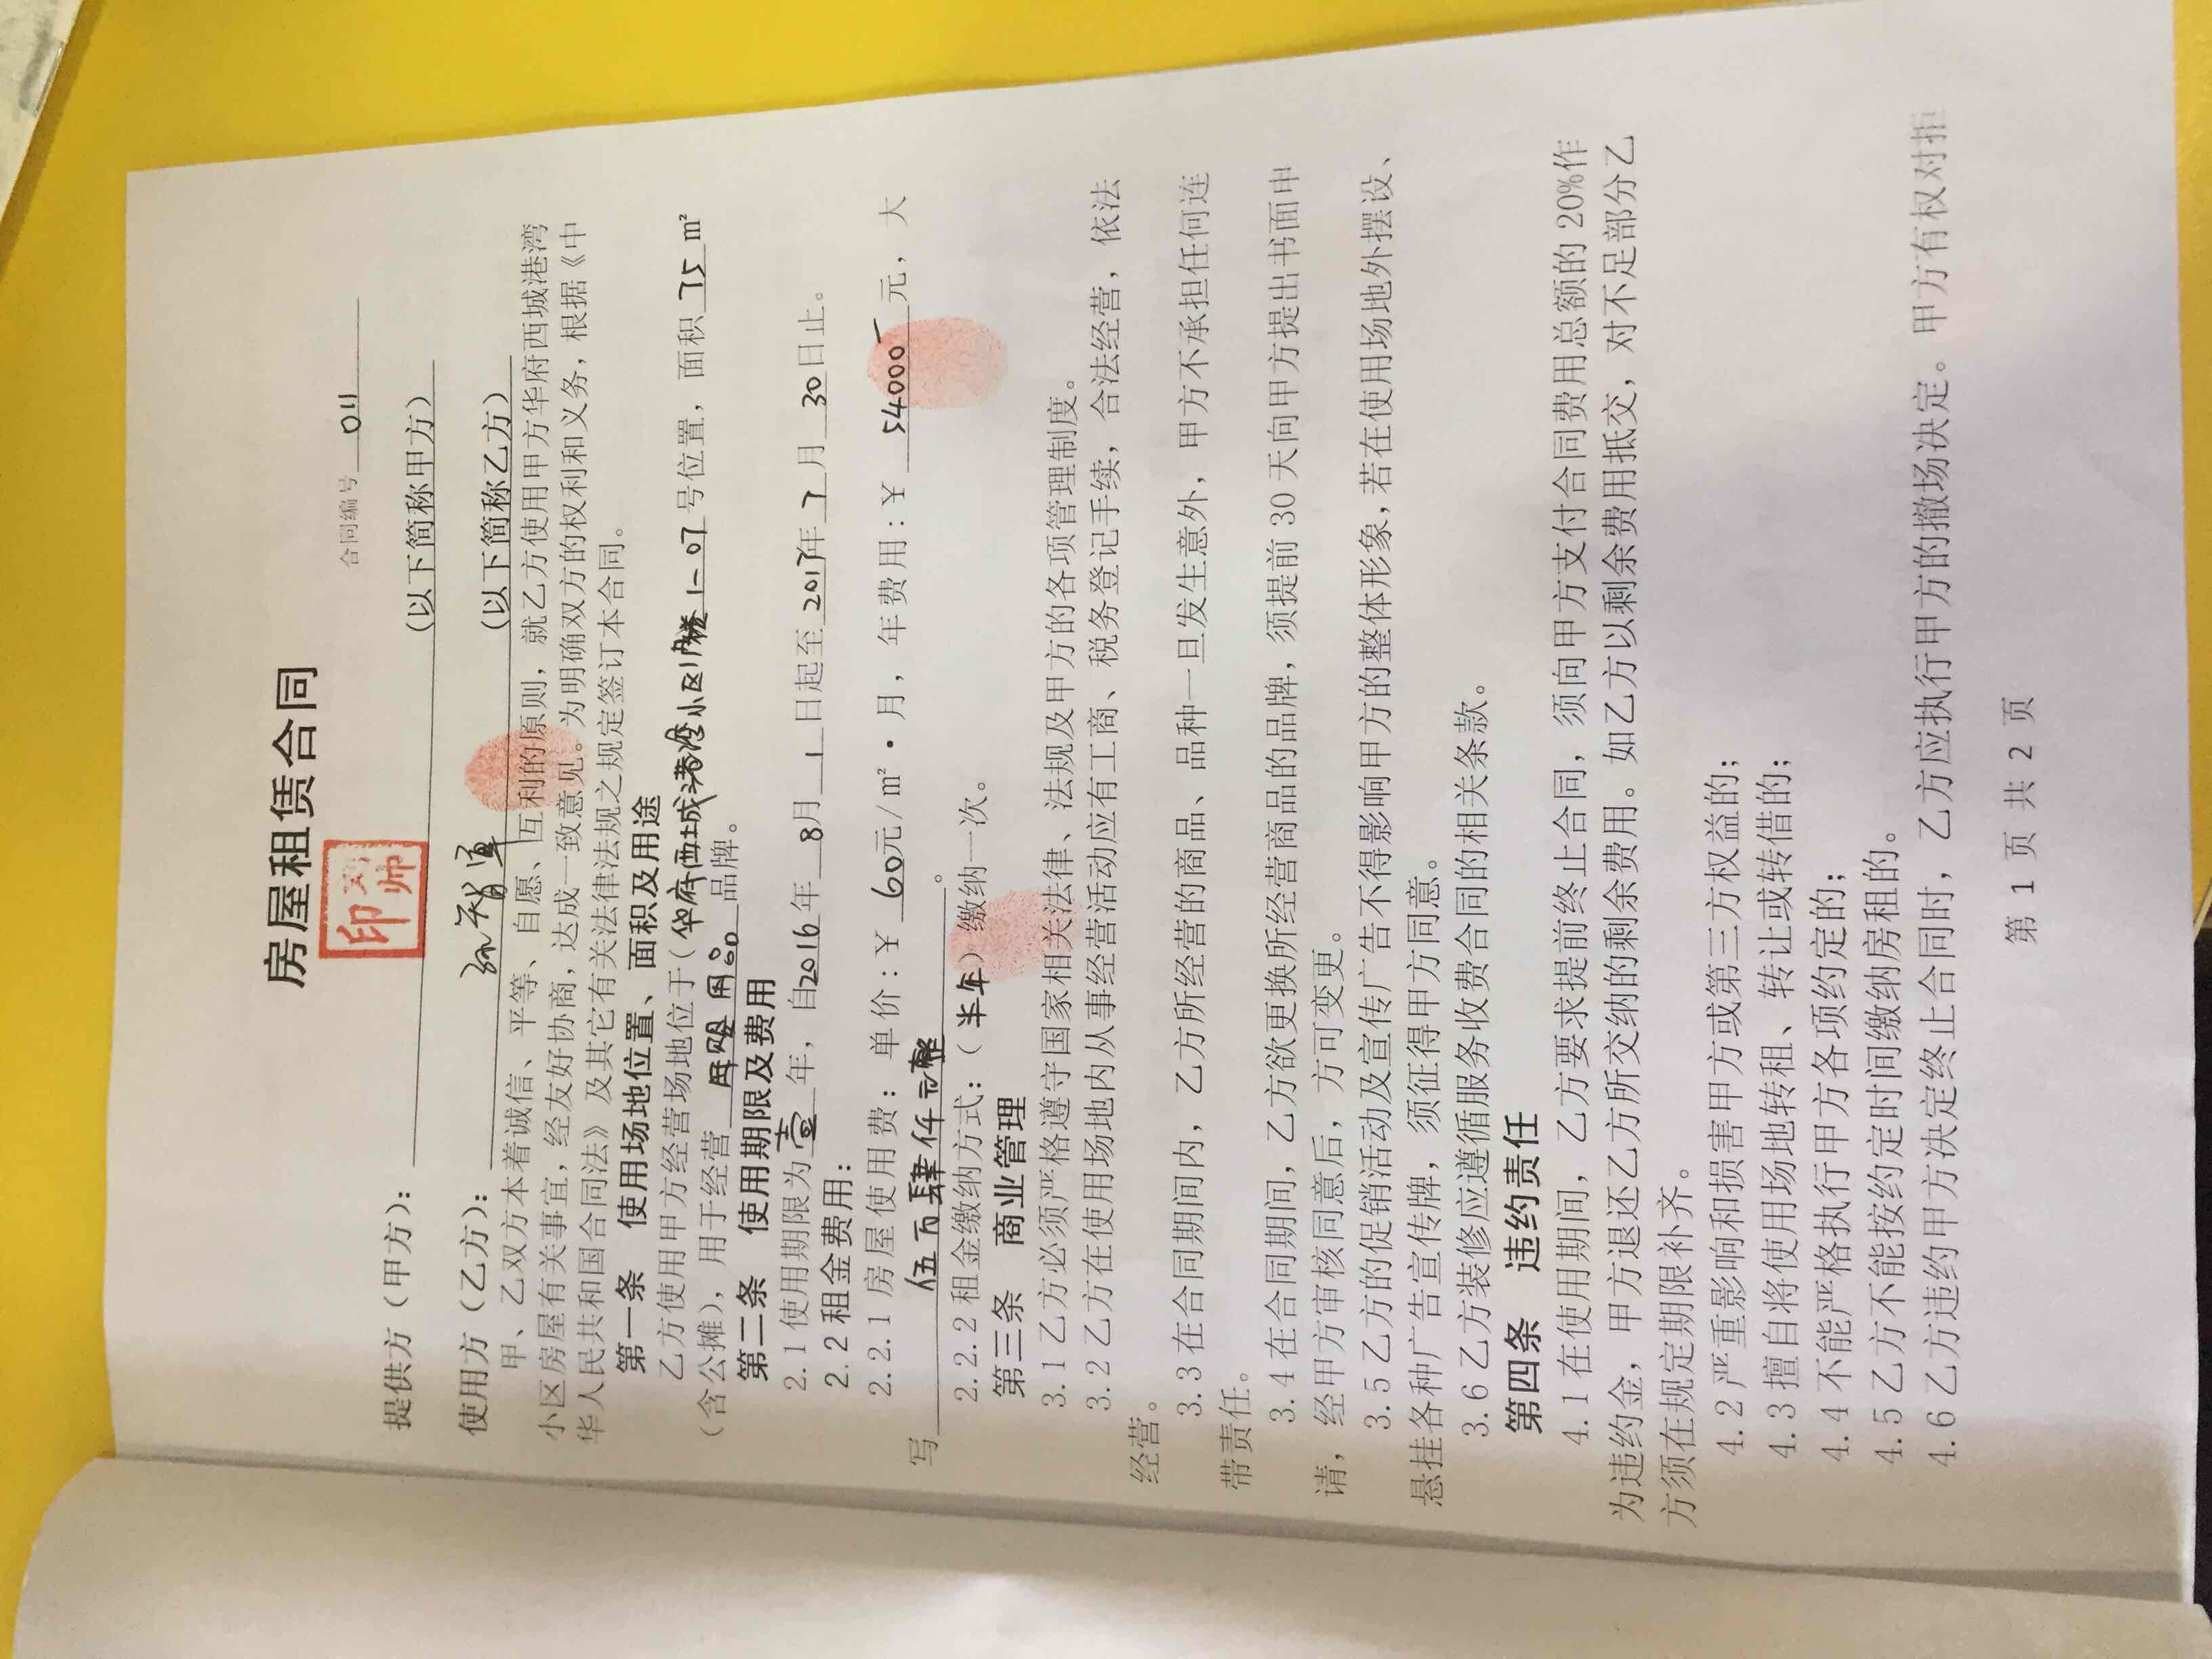 房屋租赁合同
合同编号 011
提供方（甲方）： 刘帅印 （以下简称甲方）
使用方（乙方）： 孙智军 （以下简称乙方）
甲、乙双方本着诚信、平等、自愿、互利的原则，就乙方使用甲方华府西城港湾
小区房屋有关事宜，经友好协商，达成一致意见。为明确双方的权利和义务，根据《中
华人民共和国合同法》及其它有关法律法规之规定签订本合同。
第一条 使用场地位置、面积及用途
乙方使用甲方经营场地位于（华府西城港湾小区 1-07 号位置，面积 75 m²
（含公摊），用于经营 母婴用品 品牌。
第二条 使用期限及费用
2.1 使用期限为 壹 年，自2016年 8月 1 日起至 2017年 7 月 30 日止。
2.2 租金费用：
2.2.1 房屋使用费：单价：￥ 60元/m²·月，年费用：￥ 54000 元，大
写 伍万肆仟元整 。
2.2.2 租金缴纳方式：（半年）缴纳一次。
第三条 商业管理
3.1 乙方必须严格遵守国家相关法律、法规及甲方的各项管理制度。
3.2 乙方在使用场地内从事经营活动应有工商、税务登记手续，合法经营，依法
经营。
3.3 在合同期间内，乙方所经营的商品、品种一旦发生意外，甲方不承担任何连
带责任。
3.4 在合同期间，乙方欲更换所经营商品的品牌，须提前 30 天向甲方提出书面申
请，经甲方审核同意后，方可变更。
3.5 乙方的促销活动及宣传广告不得影响甲方的整体形象，若在使用场地外摆设、
悬挂各种广告宣传牌，须征得甲方同意。
3.6 乙方装修应遵循服务收费合同的相关条款。
第四条 违约责任
4.1 在使用期间，乙方要求提前终止合同，须向甲方支付合同费用总额的 20%作
为违约金，甲方退还乙方所交纳的剩余费用。如乙方以剩余费用抵交，对不足部分乙
方须在规定期限补齐。
4.2 严重影响和损害甲方或第三方权益的；
4.3 擅自将使用场地转租、转让或转借的；
4.4 不能严格执行甲方各项约定的；
4.5 乙方不能按约定时间缴纳房租的。
4.6 乙方违约甲方决定终止合同时，乙方应执行甲方的撤场决定。甲方有权对拒
第 1 页 共 2 页